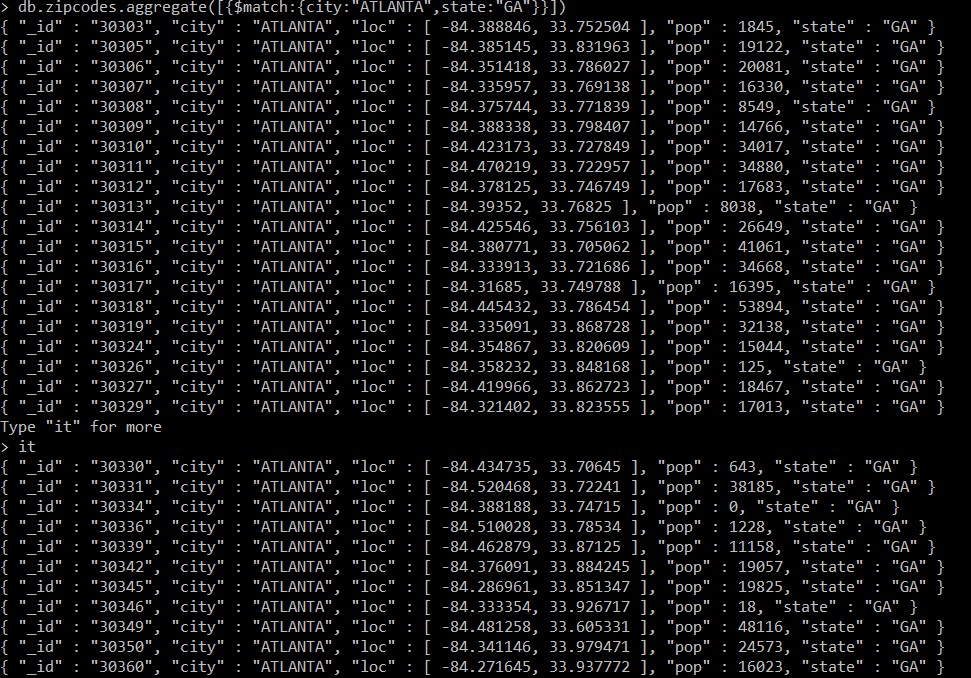 > db.zipcodes.aggregate([{$match:{city:"ATLANTA",state:"GA"}}])
{ "_id" : "30303", "city" : "ATLANTA", "loc" : [ -84.388846, 33.752504 ], "pop" : 1845, "state" : "GA" }
{ "_id" : "30305", "city" : "ATLANTA", "loc" : [ -84.385145, 33.831963 ], "pop" : 19122, "state" : "GA" }
{ "_id" : "30306", "city" : "ATLANTA", "loc" : [ -84.351418, 33.786027 ], "pop" : 20081, "state" : "GA" }
{ "_id" : "30307", "city" : "ATLANTA", "loc" : [ -84.335957, 33.769138 ], "pop" : 16330, "state" : "GA" }
{ "_id" : "30308", "city" : "ATLANTA", "loc" : [ -84.375744, 33.771839 ], "pop" : 8549, "state" : "GA" }
{ "_id" : "30309", "city" : "ATLANTA", "loc" : [ -84.388338, 33.798407 ], "pop" : 14766, "state" : "GA" }
{ "_id" : "30310", "city" : "ATLANTA", "loc" : [ -84.423173, 33.727849 ], "pop" : 34017, "state" : "GA" }
{ "_id" : "30311", "city" : "ATLANTA", "loc" : [ -84.470219, 33.722957 ], "pop" : 34880, "state" : "GA" }
{ "_id" : "30312", "city" : "ATLANTA", "loc" : [ -84.378125, 33.746749 ], "pop" : 17683, "state" : "GA" }
{ "_id" : "30313", "city" : "ATLANTA", "loc" : [ -84.39352, 33.76825 ], "pop" : 8038, "state" : "GA" }
{ "_id" : "30314", "city" : "ATLANTA", "loc" : [ -84.425546, 33.756103 ], "pop" : 26649, "state" : "GA" }
{ "_id" : "30315", "city" : "ATLANTA", "loc" : [ -84.380771, 33.705062 ], "pop" : 41061, "state" : "GA" }
{ "_id" : "30316", "city" : "ATLANTA", "loc" : [ -84.333913, 33.721686 ], "pop" : 34668, "state" : "GA" }
{ "_id" : "30317", "city" : "ATLANTA", "loc" : [ -84.31685, 33.749788 ], "pop" : 16395, "state" : "GA" }
{ "_id" : "30318", "city" : "ATLANTA", "loc" : [ -84.445432, 33.786454 ], "pop" : 53894, "state" : "GA" }
{ "_id" : "30319", "city" : "ATLANTA", "loc" : [ -84.335091, 33.868728 ], "pop" : 32138, "state" : "GA" }
{ "_id" : "30324", "city" : "ATLANTA", "loc" : [ -84.354867, 33.820609 ], "pop" : 15044, "state" : "GA" }
{ "_id" : "30326", "city" : "ATLANTA", "loc" : [ -84.358232, 33.848168 ], "pop" : 125, "state" : "GA" }
{ "_id" : "30327", "city" : "ATLANTA", "loc" : [ -84.419966, 33.862723 ], "pop" : 18467, "state" : "GA" }
{ "_id" : "30329", "city" : "ATLANTA", "loc" : [ -84.321402, 33.823555 ], "pop" : 17013, "state" : "GA" }
Type "it" for more
> it
{ "_id" : "30330", "city" : "ATLANTA", "loc" : [ -84.434735, 33.70645 ], "pop" : 643, "state" : "GA" }
{ "_id" : "30331", "city" : "ATLANTA", "loc" : [ -84.520468, 33.72241 ], "pop" : 38185, "state" : "GA" }
{ "_id" : "30334", "city" : "ATLANTA", "loc" : [ -84.388188, 33.74715 ], "pop" : 0, "state" : "GA" }
{ "_id" : "30336", "city" : "ATLANTA", "loc" : [ -84.510028, 33.78534 ], "pop" : 1228, "state" : "GA" }
{ "_id" : "30339", "city" : "ATLANTA", "loc" : [ -84.462879, 33.87125 ], "pop" : 11158, "state" : "GA" }
{ "_id" : "30342", "city" : "ATLANTA", "loc" : [ -84.376091, 33.884245 ], "pop" : 19057, "state" : "GA" }
{ "_id" : "30345", "city" : "ATLANTA", "loc" : [ -84.286961, 33.851347 ], "pop" : 19825, "state" : "GA" }
{ "_id" : "30346", "city" : "ATLANTA", "loc" : [ -84.333354, 33.926717 ], "pop" : 18, "state" : "GA" }
{ "_id" : "30349", "city" : "ATLANTA", "loc" : [ -84.481258, 33.605331 ], "pop" : 48116, "state" : "GA" }
{ "_id" : "30350", "city" : "ATLANTA", "loc" : [ -84.341146, 33.979471 ], "pop" : 24573, "state" : "GA" }
{ "_id" : "30360", "city" : "ATLANTA", "loc" : [ -84.271645, 33.937772 ], "pop" : 16023, "state" : "GA" }